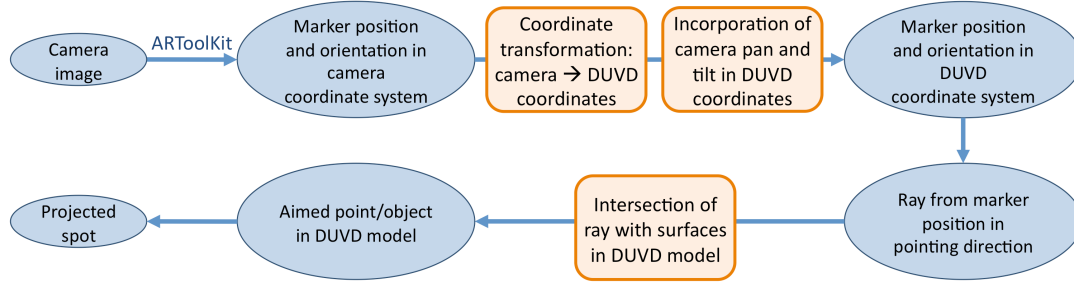 Camera
image
ARToolKit
Marker position
and orientation in
camera
coordinate system
Coordinate
transformation:
camera → DUVD
coordinates
Incorporation of
camera pan and
tilt in DUVD
coordinates
Marker position
and orientation in
DUVD
coordinate system
Projected
spot
Aimed point/object
in DUVD model
Intersection of
ray with surfaces
in DUVD model
Ray from marker
position in
pointing direction